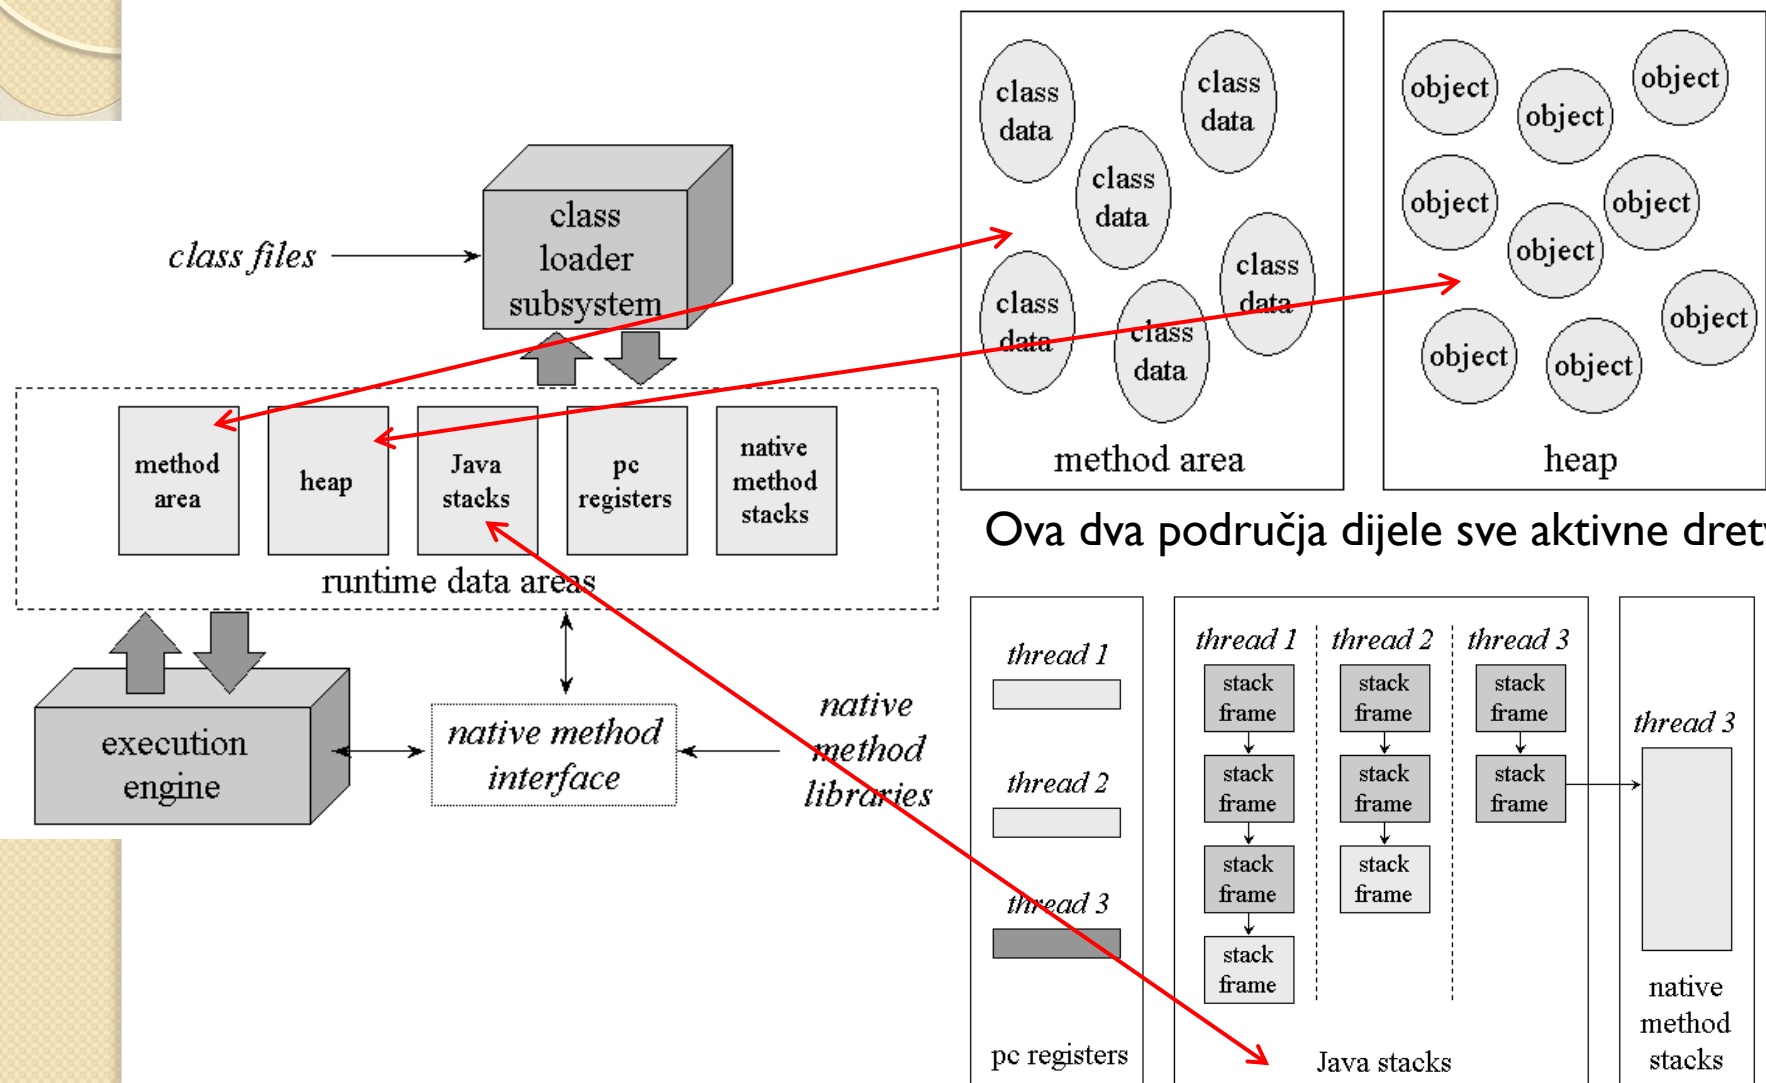 class files
class
loader
subsystem
method
area
heap
Java
stacks
pc
registers
native
method
stacks
runtime data areas
execution
engine
native method
interface
native
method
libraries
class
data
class
data
class
data
class
data
class
data
class
data
method area
object
object
object
object
object
object
object
object
object
heap
Ova dva područja dijele sve aktivne
thread 1
thread 2
thread 3
pc registers
thread 1
stack
frame
stack
frame
stack
frame
stack
frame
thread 2
stack
frame
stack
frame
stack
frame
thread 3
stack
frame
stack
frame
Java stacks
thread 3
native
method
stacks